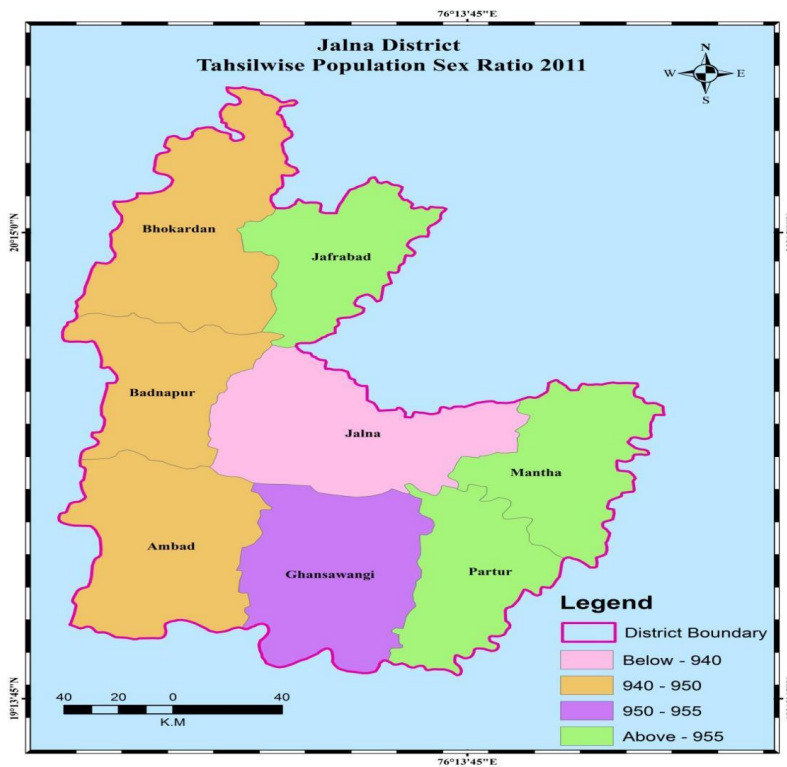 76°13'45"E
Jalna District
Tahsilwise Population Sex Ratio 2011
N
W E
S
Bhokardan
20°15'0"N
Jafrabad
Badnapur
Jalna
Mantha
Ambad
Ghansawangi
Partur
Legend
District Boundary
Below - 940
940 - 950
950 - 955
Above - 955
19°13'45"N
40 20 0 40
K.M
76°13'45"E